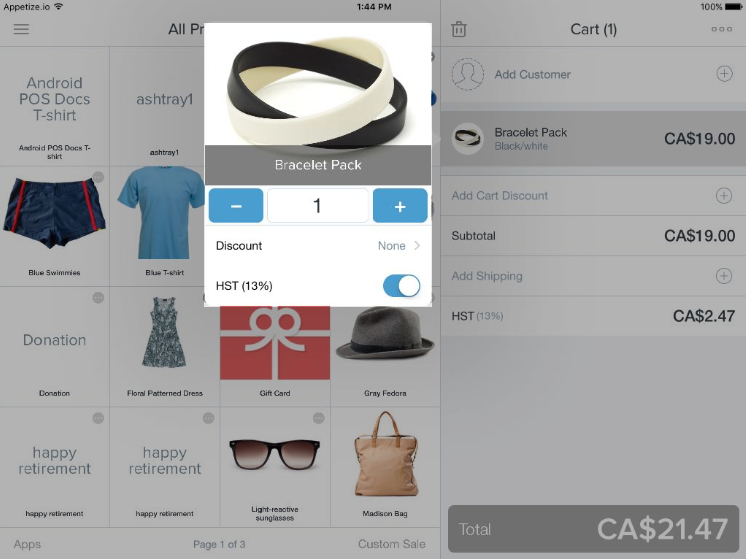 Appetize.io
1:44 PM
100%
All Pr
Cart (1)
Android
POS Docs
T-shirt
Android POS Docs T-
shirt
ashtray1
ashtray1
Bracelet Pack
1
Discount
None
HST (13%)
Blue Swimmies
Blue T-shirt
Donation
Donation
Floral Patterned Dress
Gift Card
Gray Fedora
happy
retirement
happy retirement
happy
retirement
happy retirement
Light-reactive
sunglasses
Madison Bag
Apps
Page 1 of 3
Custom Sale
Add Customer
Bracelet Pack
Black/white
CA$19.00
Add Cart Discount
Subtotal
CA$19.00
Add Shipping
HST (13%)
CA$2.47
Total
CA$21.47